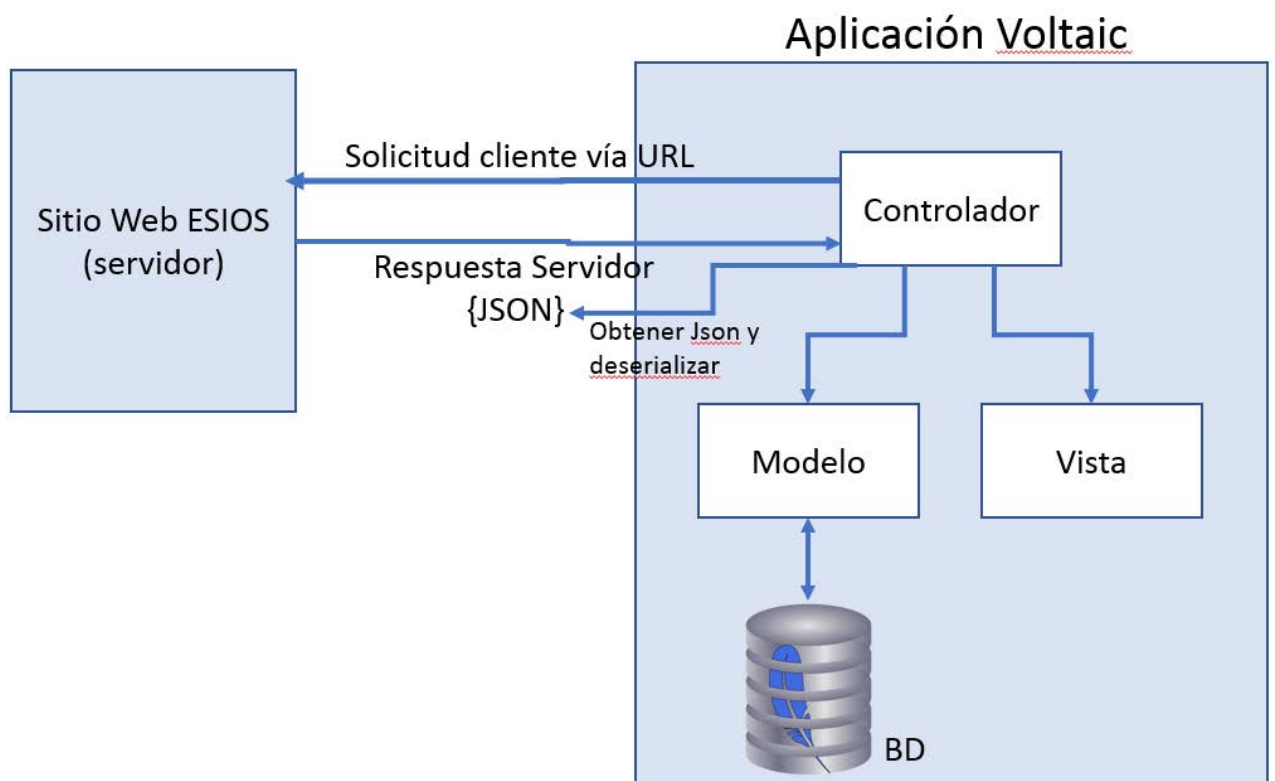 Aplicación Voltaic
Solicitud cliente vía URL
Controlador
Sitio Web ESIOS
(servidor)
Respuesta Servidor
{JSON}
Obtener Json y
deserializar
Modelo
Vista
BD